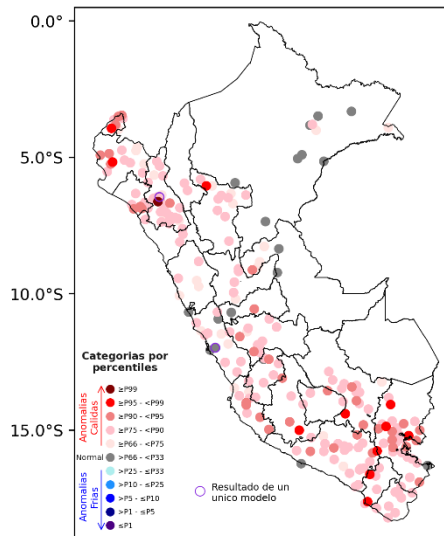 0.0°
5.0°S
10.0°S
15.0°S
Categorias por
percentiles
Anomalias
Calidas
≥P99
≥P95 - <P99
≥P90 - <P95
≥P75 - <P90
≥P66 - <P75
Normal
>P66 - <P33
Anomalias
Frias
>P25 - ≤P33
>P10 - ≤P25
>P5 - ≤P10
>P1 - ≤P5
≤P1
Resultado de un
unico modelo